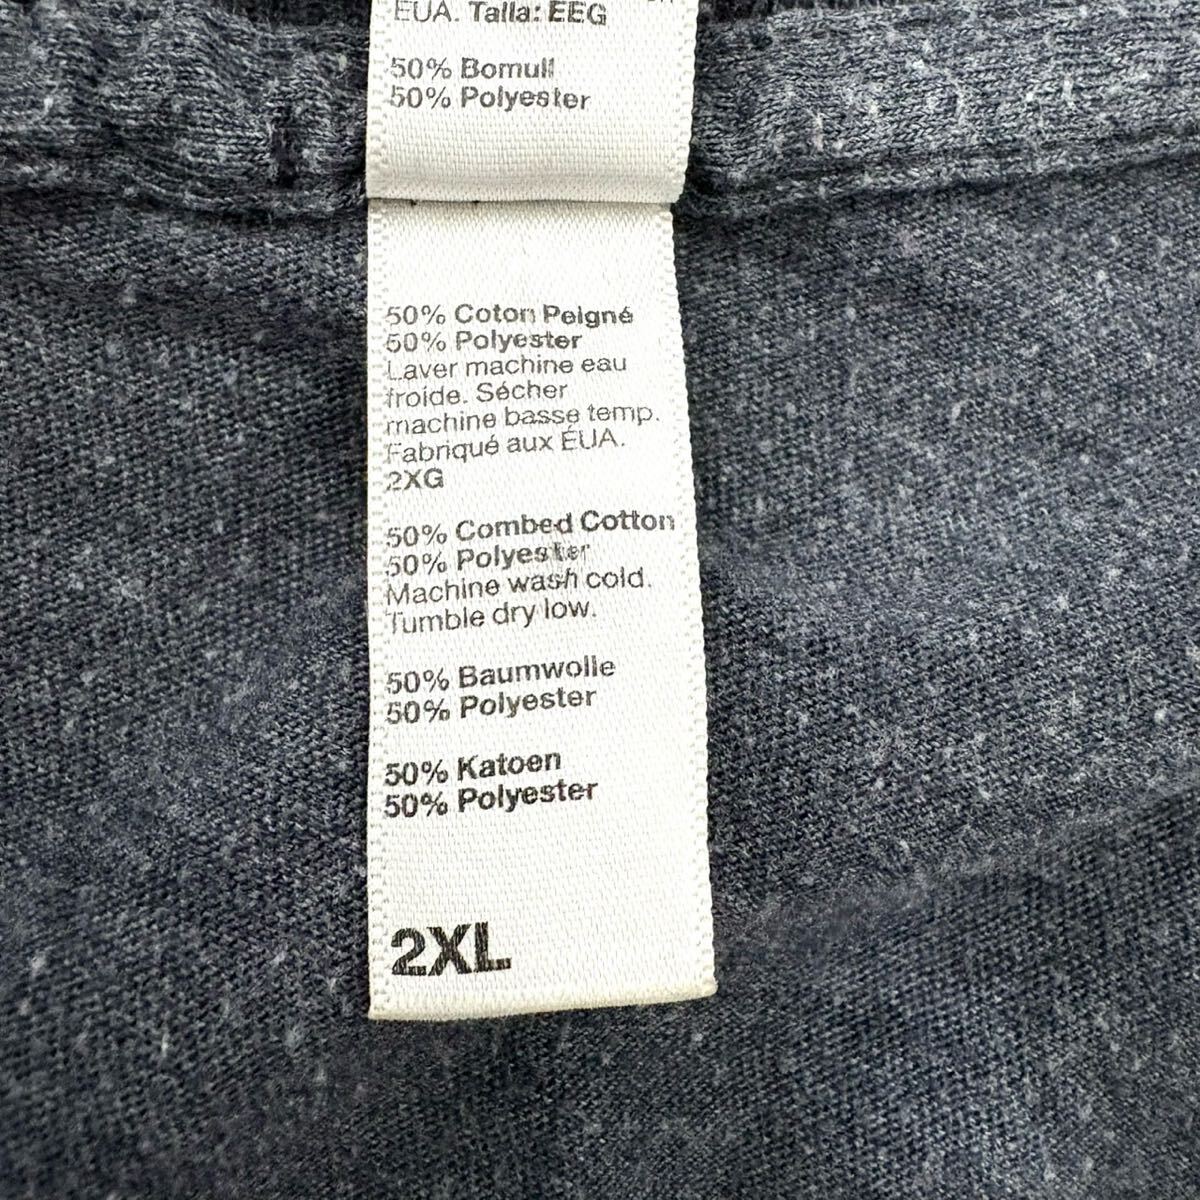 EUA. Talla: EEG
50% Bomull
50% Polyester
50% Coton Peigné
50% Polyester
Laver machine eau
froide. Sécher
machine basse temp.
Fabriqué aux ÉUA.
2XG
50% Combed Cotton
50% Polyester
Machine wash cold.
Tumble dry low.
50% Baumwolle
50% Polyester
50% Katoen
50% Polyester
2XL